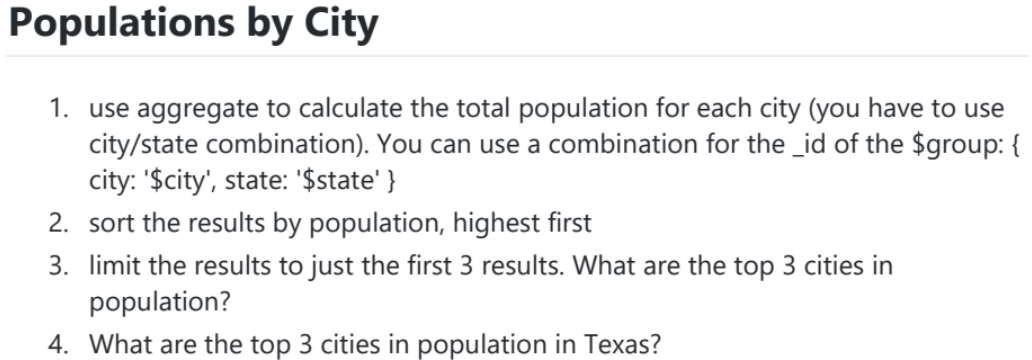 Populations by City
1. use aggregate to calculate the total population for each city (you have to use
city/state combination). You can use a combination for the _id of the $group: {
city: '$city', state: '$state' }
2. sort the results by population, highest first
3. limit the results to just the first 3 results. What are the top 3 cities in
population?
4. What are the top 3 cities in population in Texas?